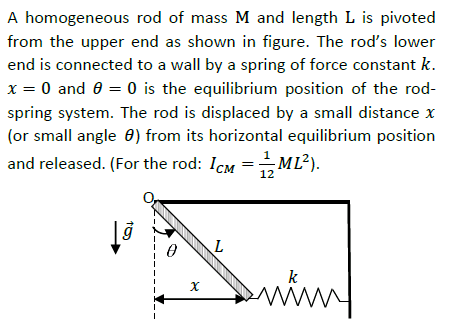 A homogeneous rod of mass M and length L is pivoted
from the upper end as shown in figure. The rod's lower
end is connected to a wall by a spring of force constant k.
x = 0 and θ = 0 is the equilibrium position of the rod-
spring system. The rod is displaced by a small distance x
(or small angle θ) from its horizontal equilibrium position
and released. (For the rod: I_CM = 1/12 ML²).
O
g⃗
θ
L
k
x